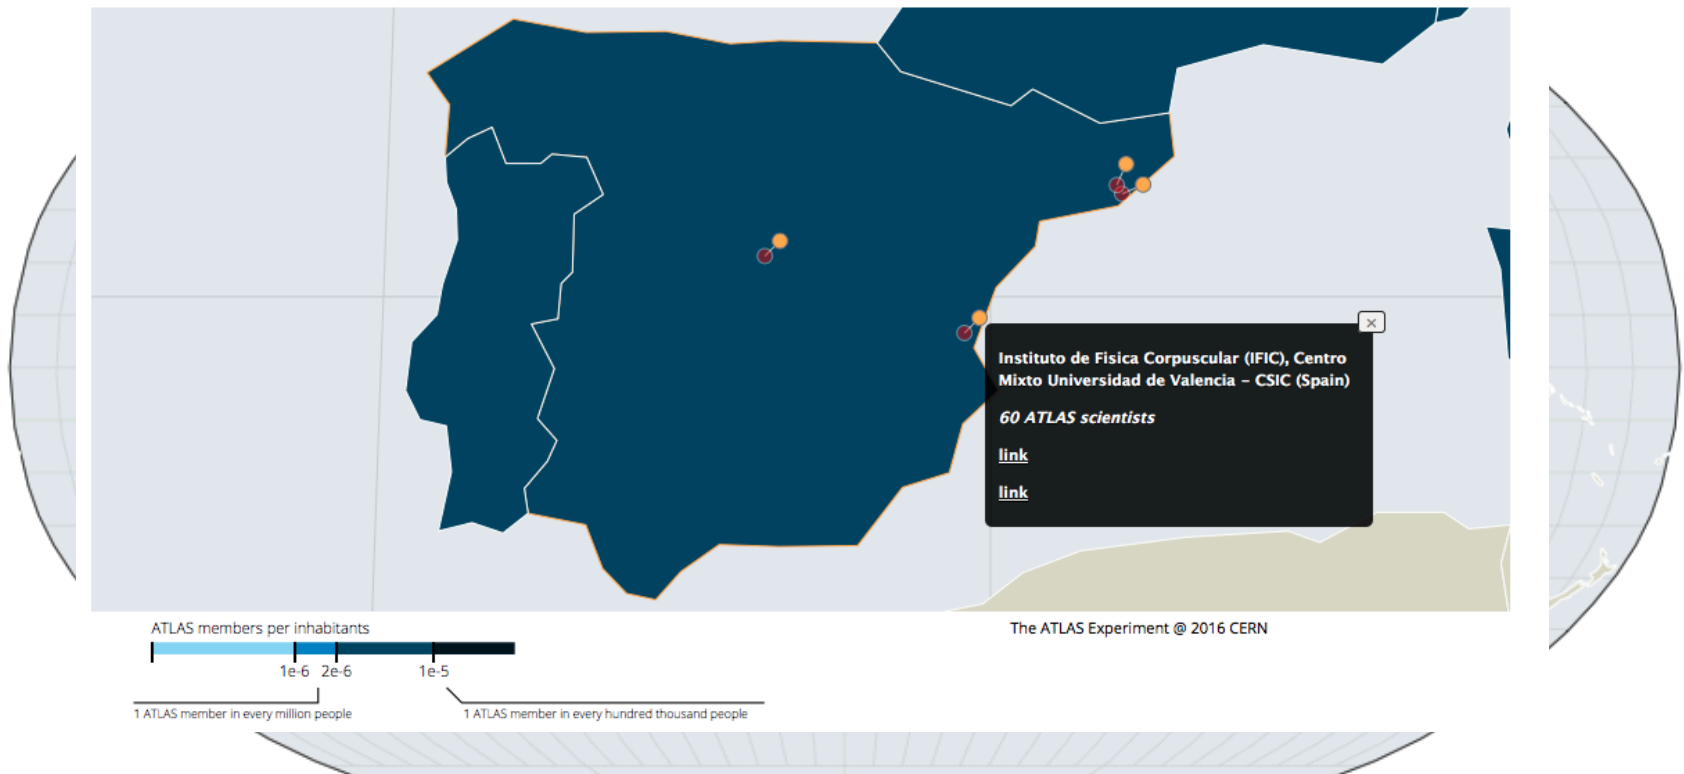 ×
Instituto de Fisica Corpuscular (IFIC), Centro
Mixto Universidad de Valencia – CSIC (Spain)
60 ATLAS scientists
link
link
ATLAS members per inhabitants
The ATLAS Experiment @ 2016 CERN
1e-6 2e-6 1e-5
1 ATLAS member in every million people
1 ATLAS member in every hundred thousand people